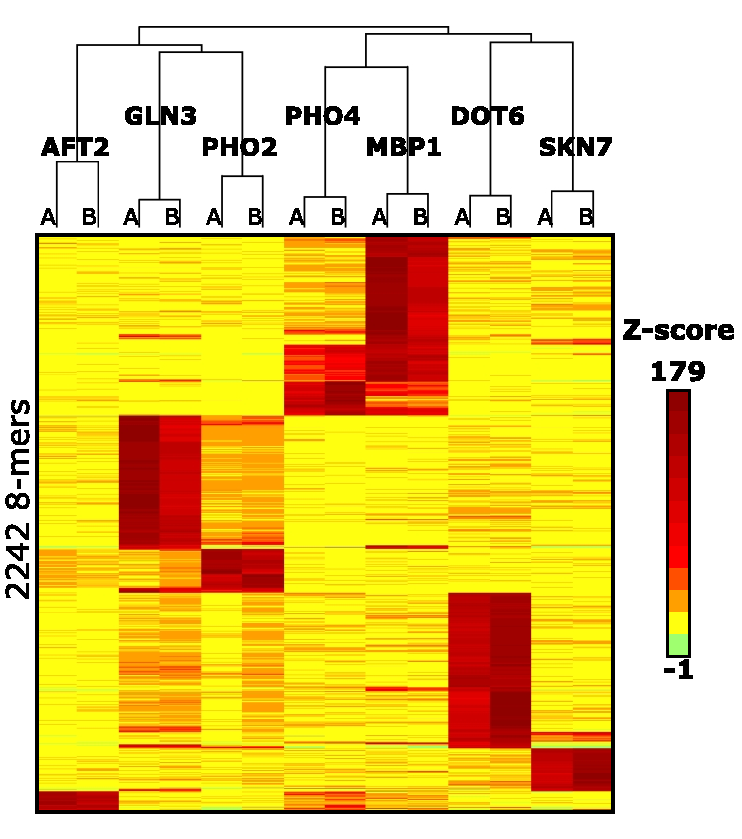 GLN3 PHO4 DOT6
AFT2 PHO2 MBP1 SKN7
A B A B A B A B A B A B A B
Z-score
179
-1
2242 8-mers